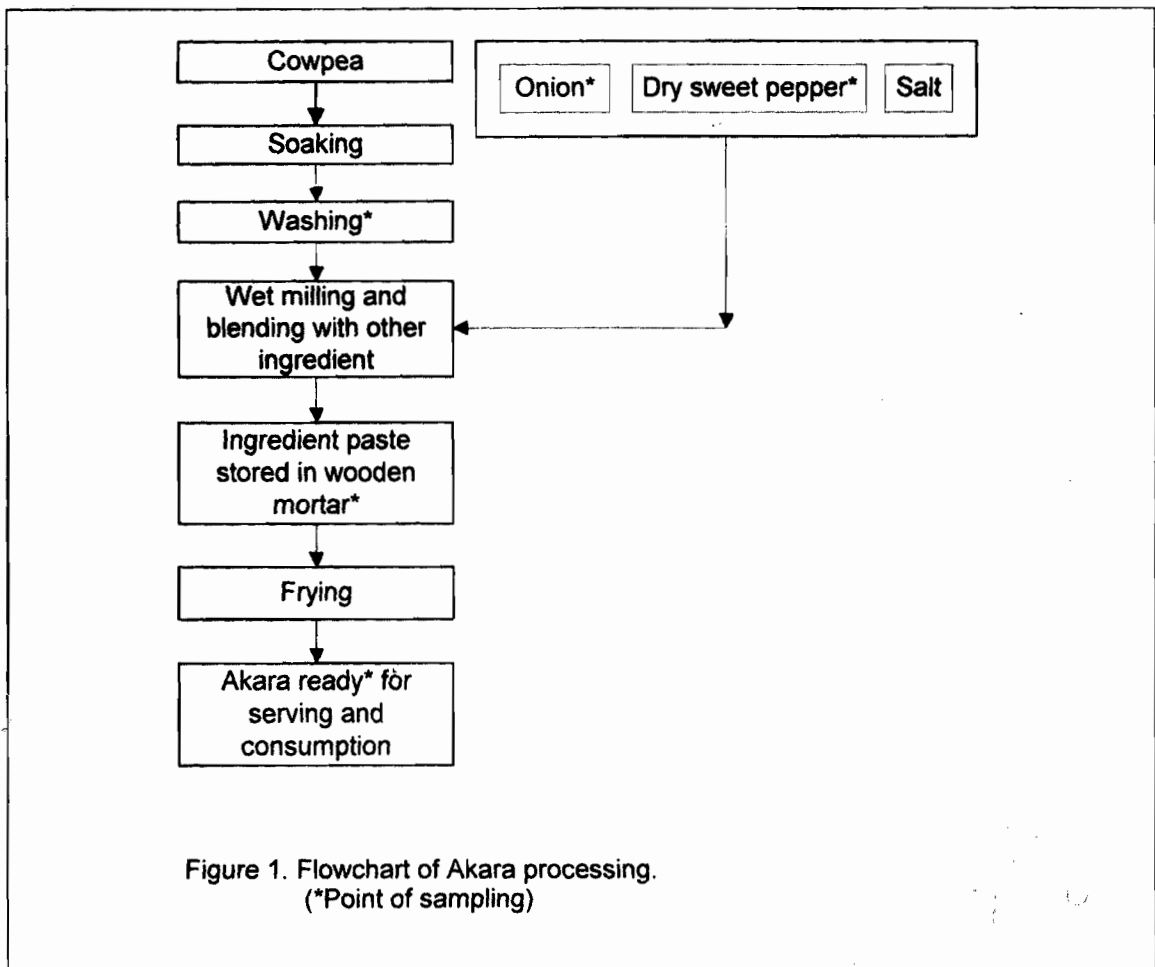 Cowpea
Onion*
Dry sweet pepper*
Salt
Soaking
Washing*
Wet milling and
blending with other
ingredient
Ingredient paste
stored in wooden
mortar*
Frying
Akara ready* for
serving and
consumption
Figure 1. Flowchart of Akara processing.
(*Point of sampling)